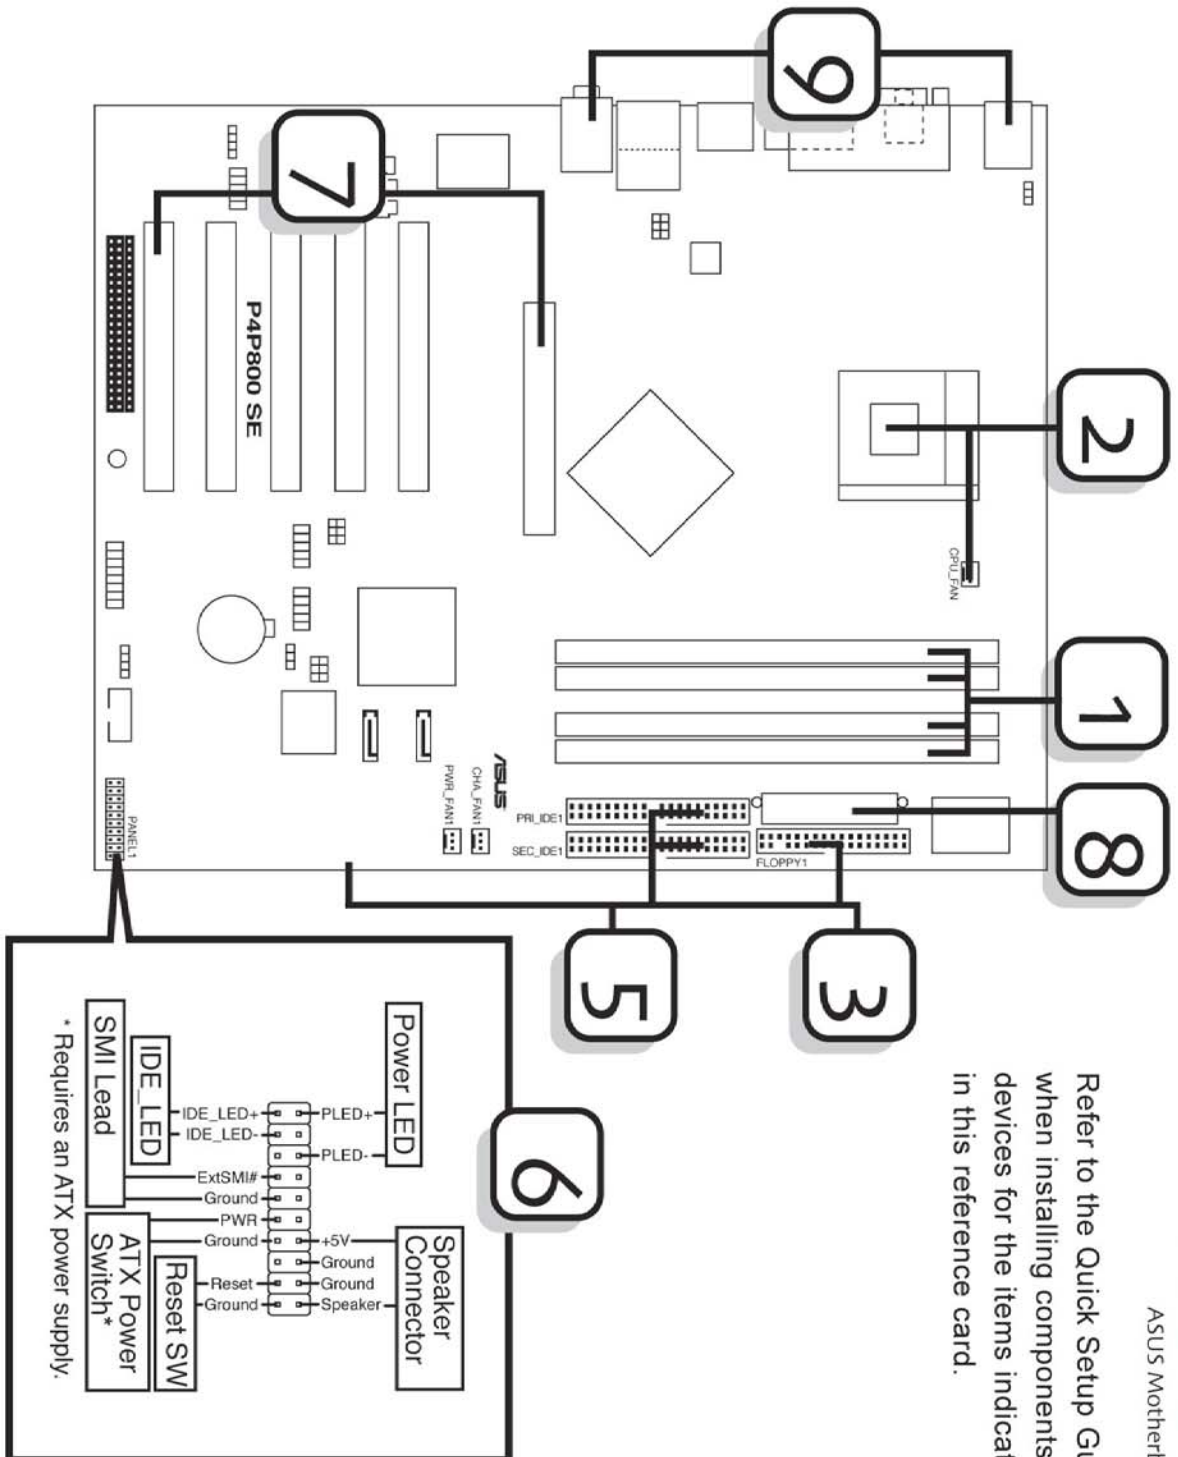 ASUS
Refer to the Quick Setup
when installing components
devices for the items
in this reference card.
9
7
2
1
8
5
3
6
P4P800 SE
CPU_FAN
ASUS
CHA_FAN1
PWR_FAN1
PRI_IDE1
SEC_IDE1
FLOPPY1
PANEL1
Power LED
Speaker
Connector
PLED+
PLED-
+5V
Ground
Ground
Speaker
IDE_LED+
IDE_LED-
ExtSMI#
Ground
PWR
Ground
Reset
Ground
IDE_LED
Reset SW
SMI Lead
ATX Power
Switch*
* Requires an ATX power supply.